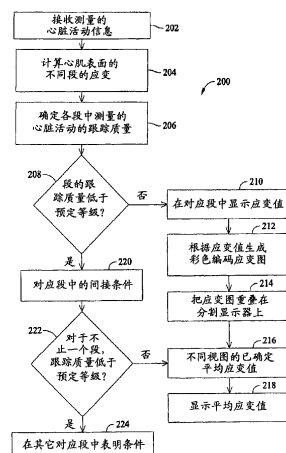 接收测量的
心脏活动信息
202
计算心肌表面的
不同段的应变
204
200
确定各段中测量的
心脏活动的跟踪质量
206
208
段的跟
踪质量低于
预定等级?
否
是
210
在对应段中显示应变值
212
根据应变值生成
彩色编码应变图
214
把应变图重叠在
分割显示器上
220
对应段中的间接条件
222
对于不
止一个段,
跟踪质量低于
预定等级?
否
是
216
不同视图的已确定
平均应变值
218
显示平均应变值
224
在其它对应段中表明条件